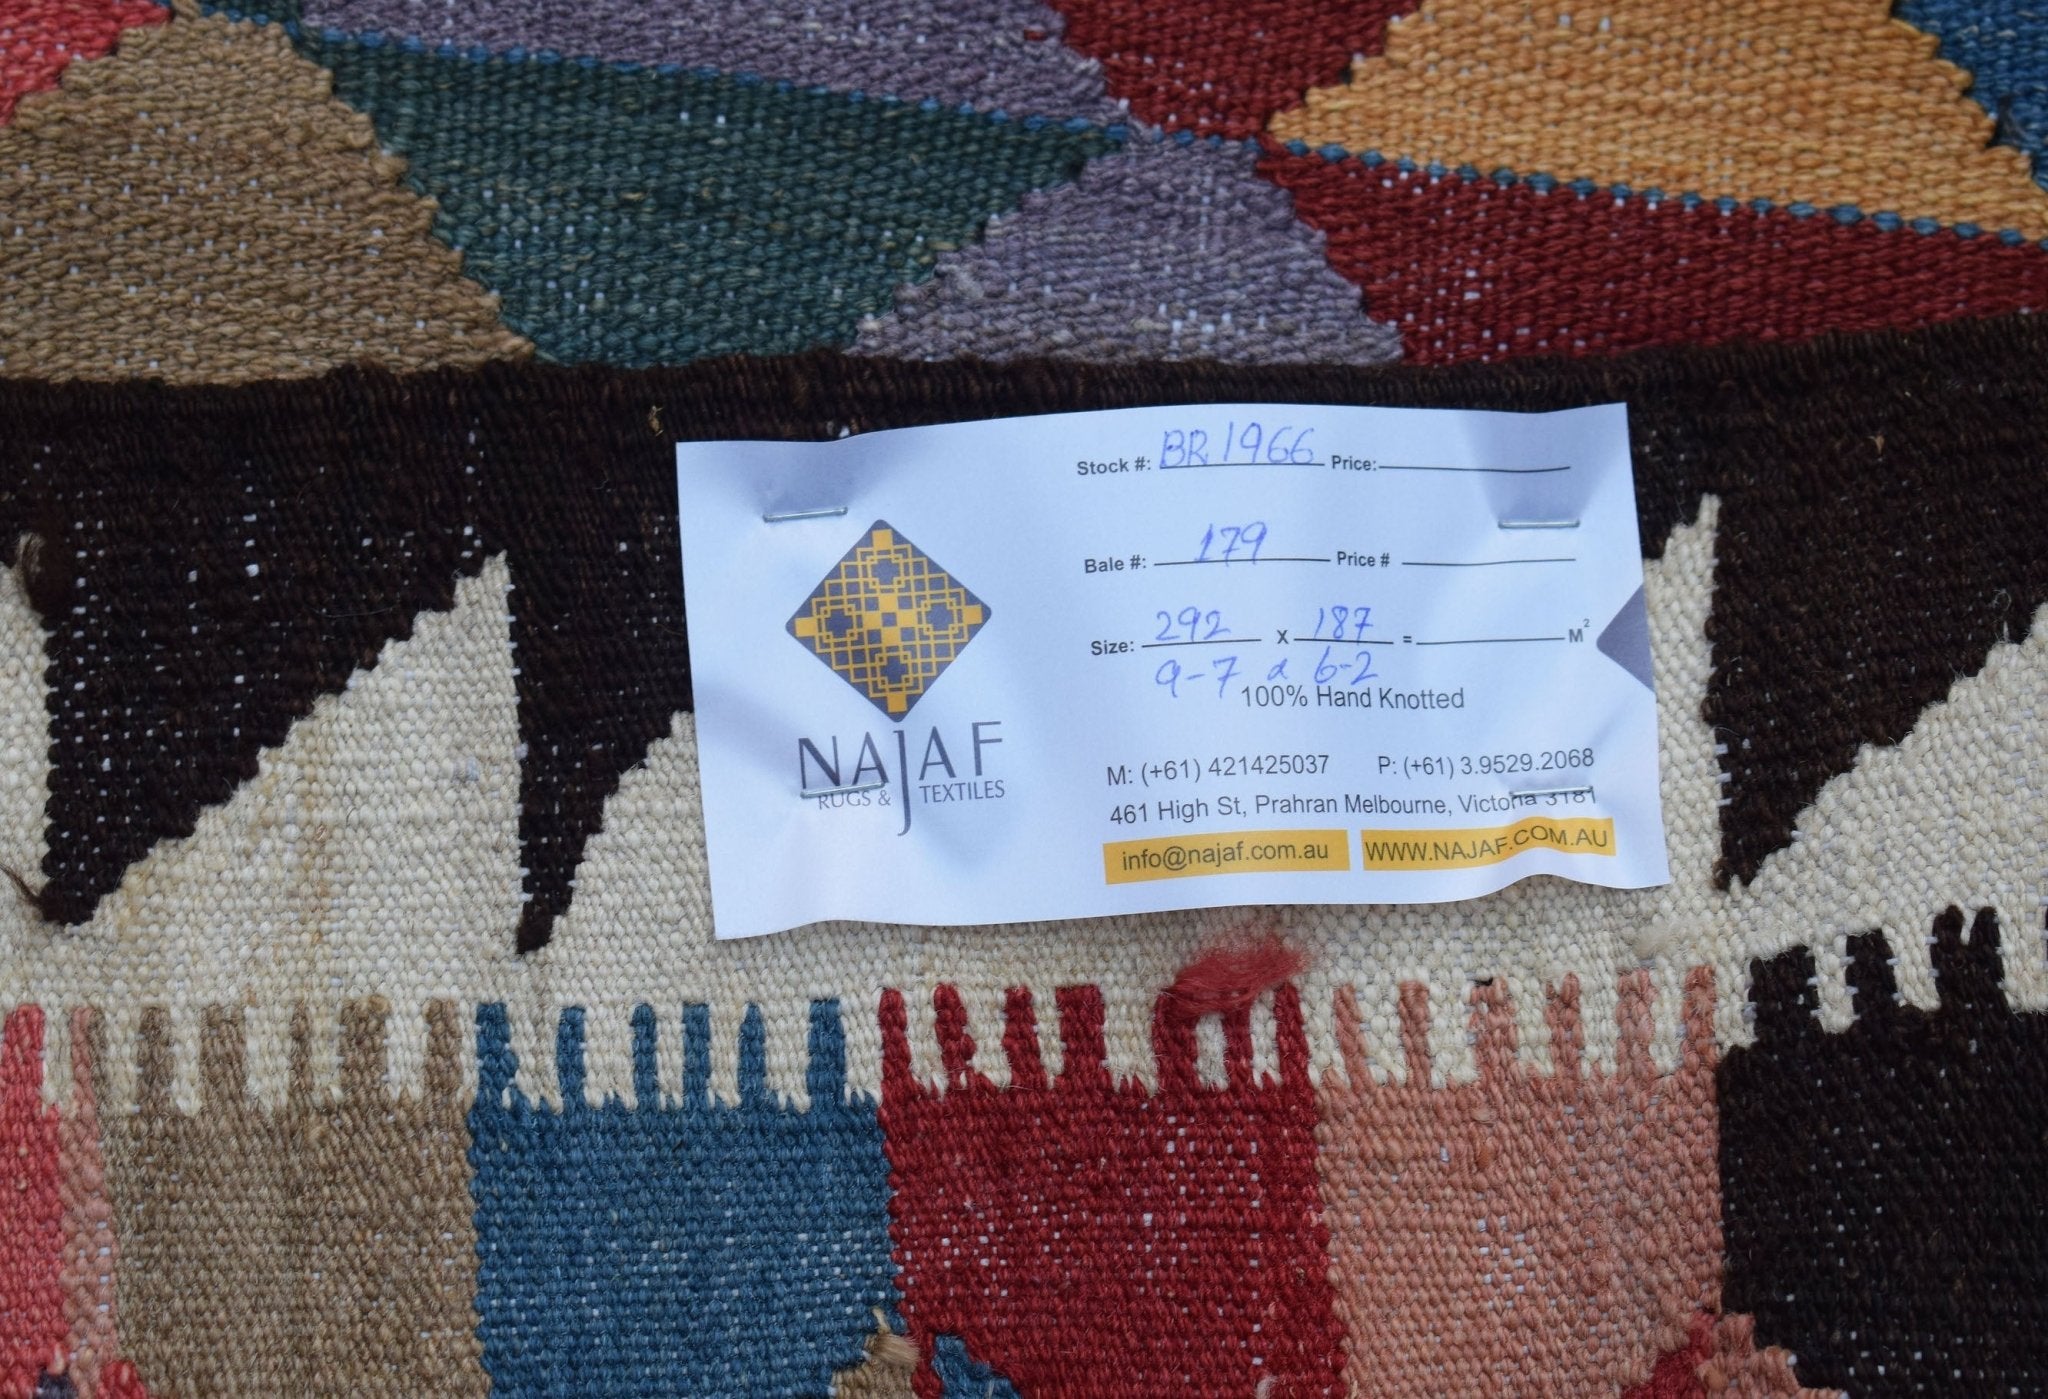 Stock #: BR1966 Price:
Bale #: 179 Price #
Size: 292 X 187 = M²
9-7 x 6-2
100% Hand Knotted
NAJAF
RUGS & TEXTILES
M: (+61) 421425037 P: (+61) 3.9529.2068
461 High St, Prahran Melbourne, Victoria 3181
info@najaf.com.au WWW.NAJAF.COM.AU